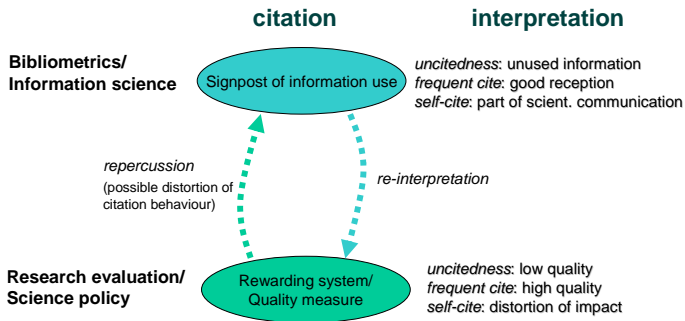 citation
interpretation
Bibliometrics/
Information science
Signpost of information use
uncitedness: unused information
frequent cite: good reception
self-cite: part of scient. communication
repercussion
(possible distortion of
citation behaviour)
re-interpretation
Research evaluation/
Science policy
Rewarding system/
Quality measure
uncitedness: low quality
frequent cite: high quality
self-cite: distortion of impact